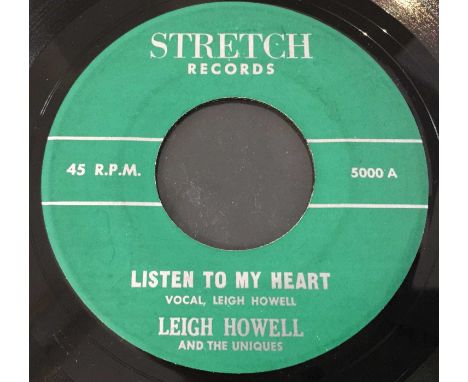 STRETCH
RECORDS
45 R.P.M.
5000 A
LISTEN TO MY HEART
VOCAL, LEIGH HOWELL
LEIGH HOWELL
AND THE UNIQUES